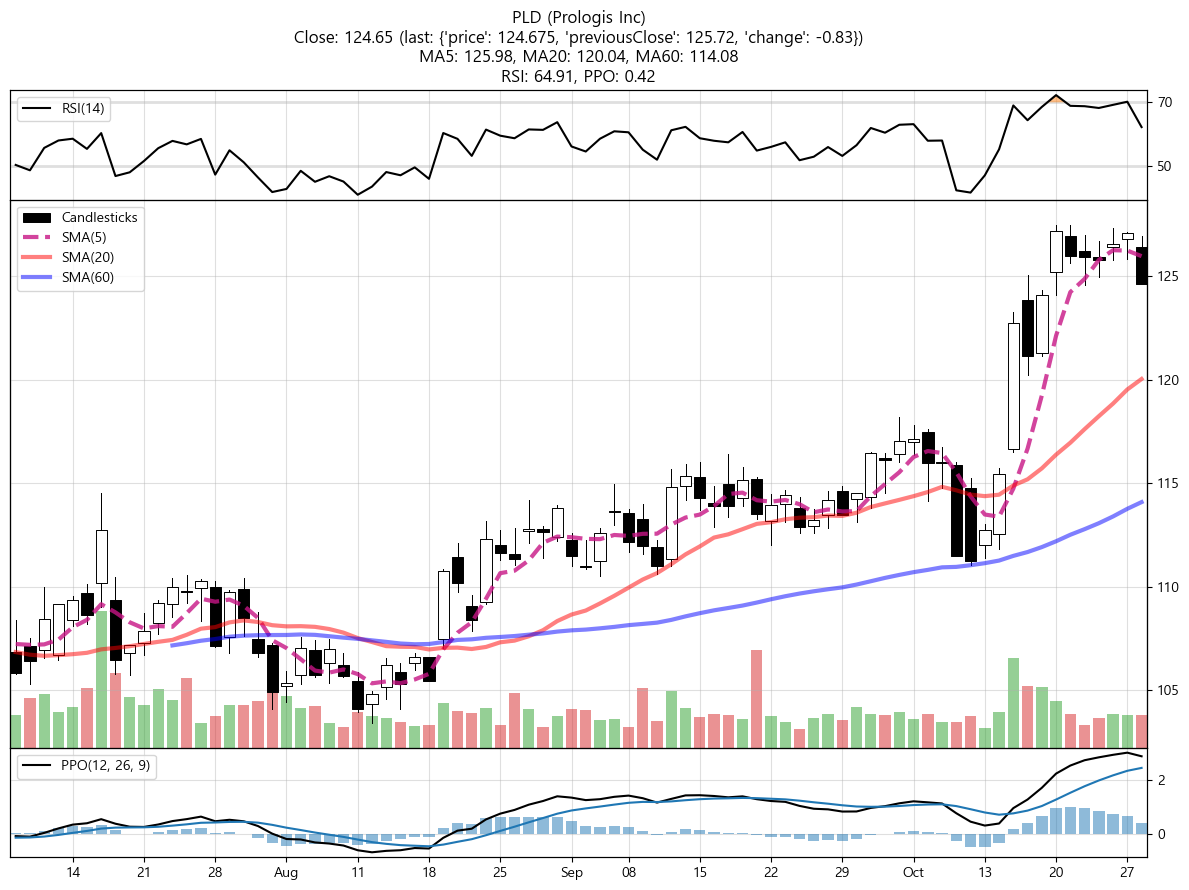 PLD (Prologis Inc)
Close: 124.65 (last: {'price': 124.675, 'previousClose': 125.72, 'change': -0.83})
MA5: 125.98, MA20: 120.04, MA60: 114.08
RSI: 64.91, PPO: 0.42
RSI(14)
70
50
Candlesticks
SMA(5)
SMA(20)
SMA(60)
125
120
115
110
105
PPO(12, 26, 9)
2
0
14 21 28 Aug 11 18 25 Sep 08 15 22 29 Oct 13 20 27